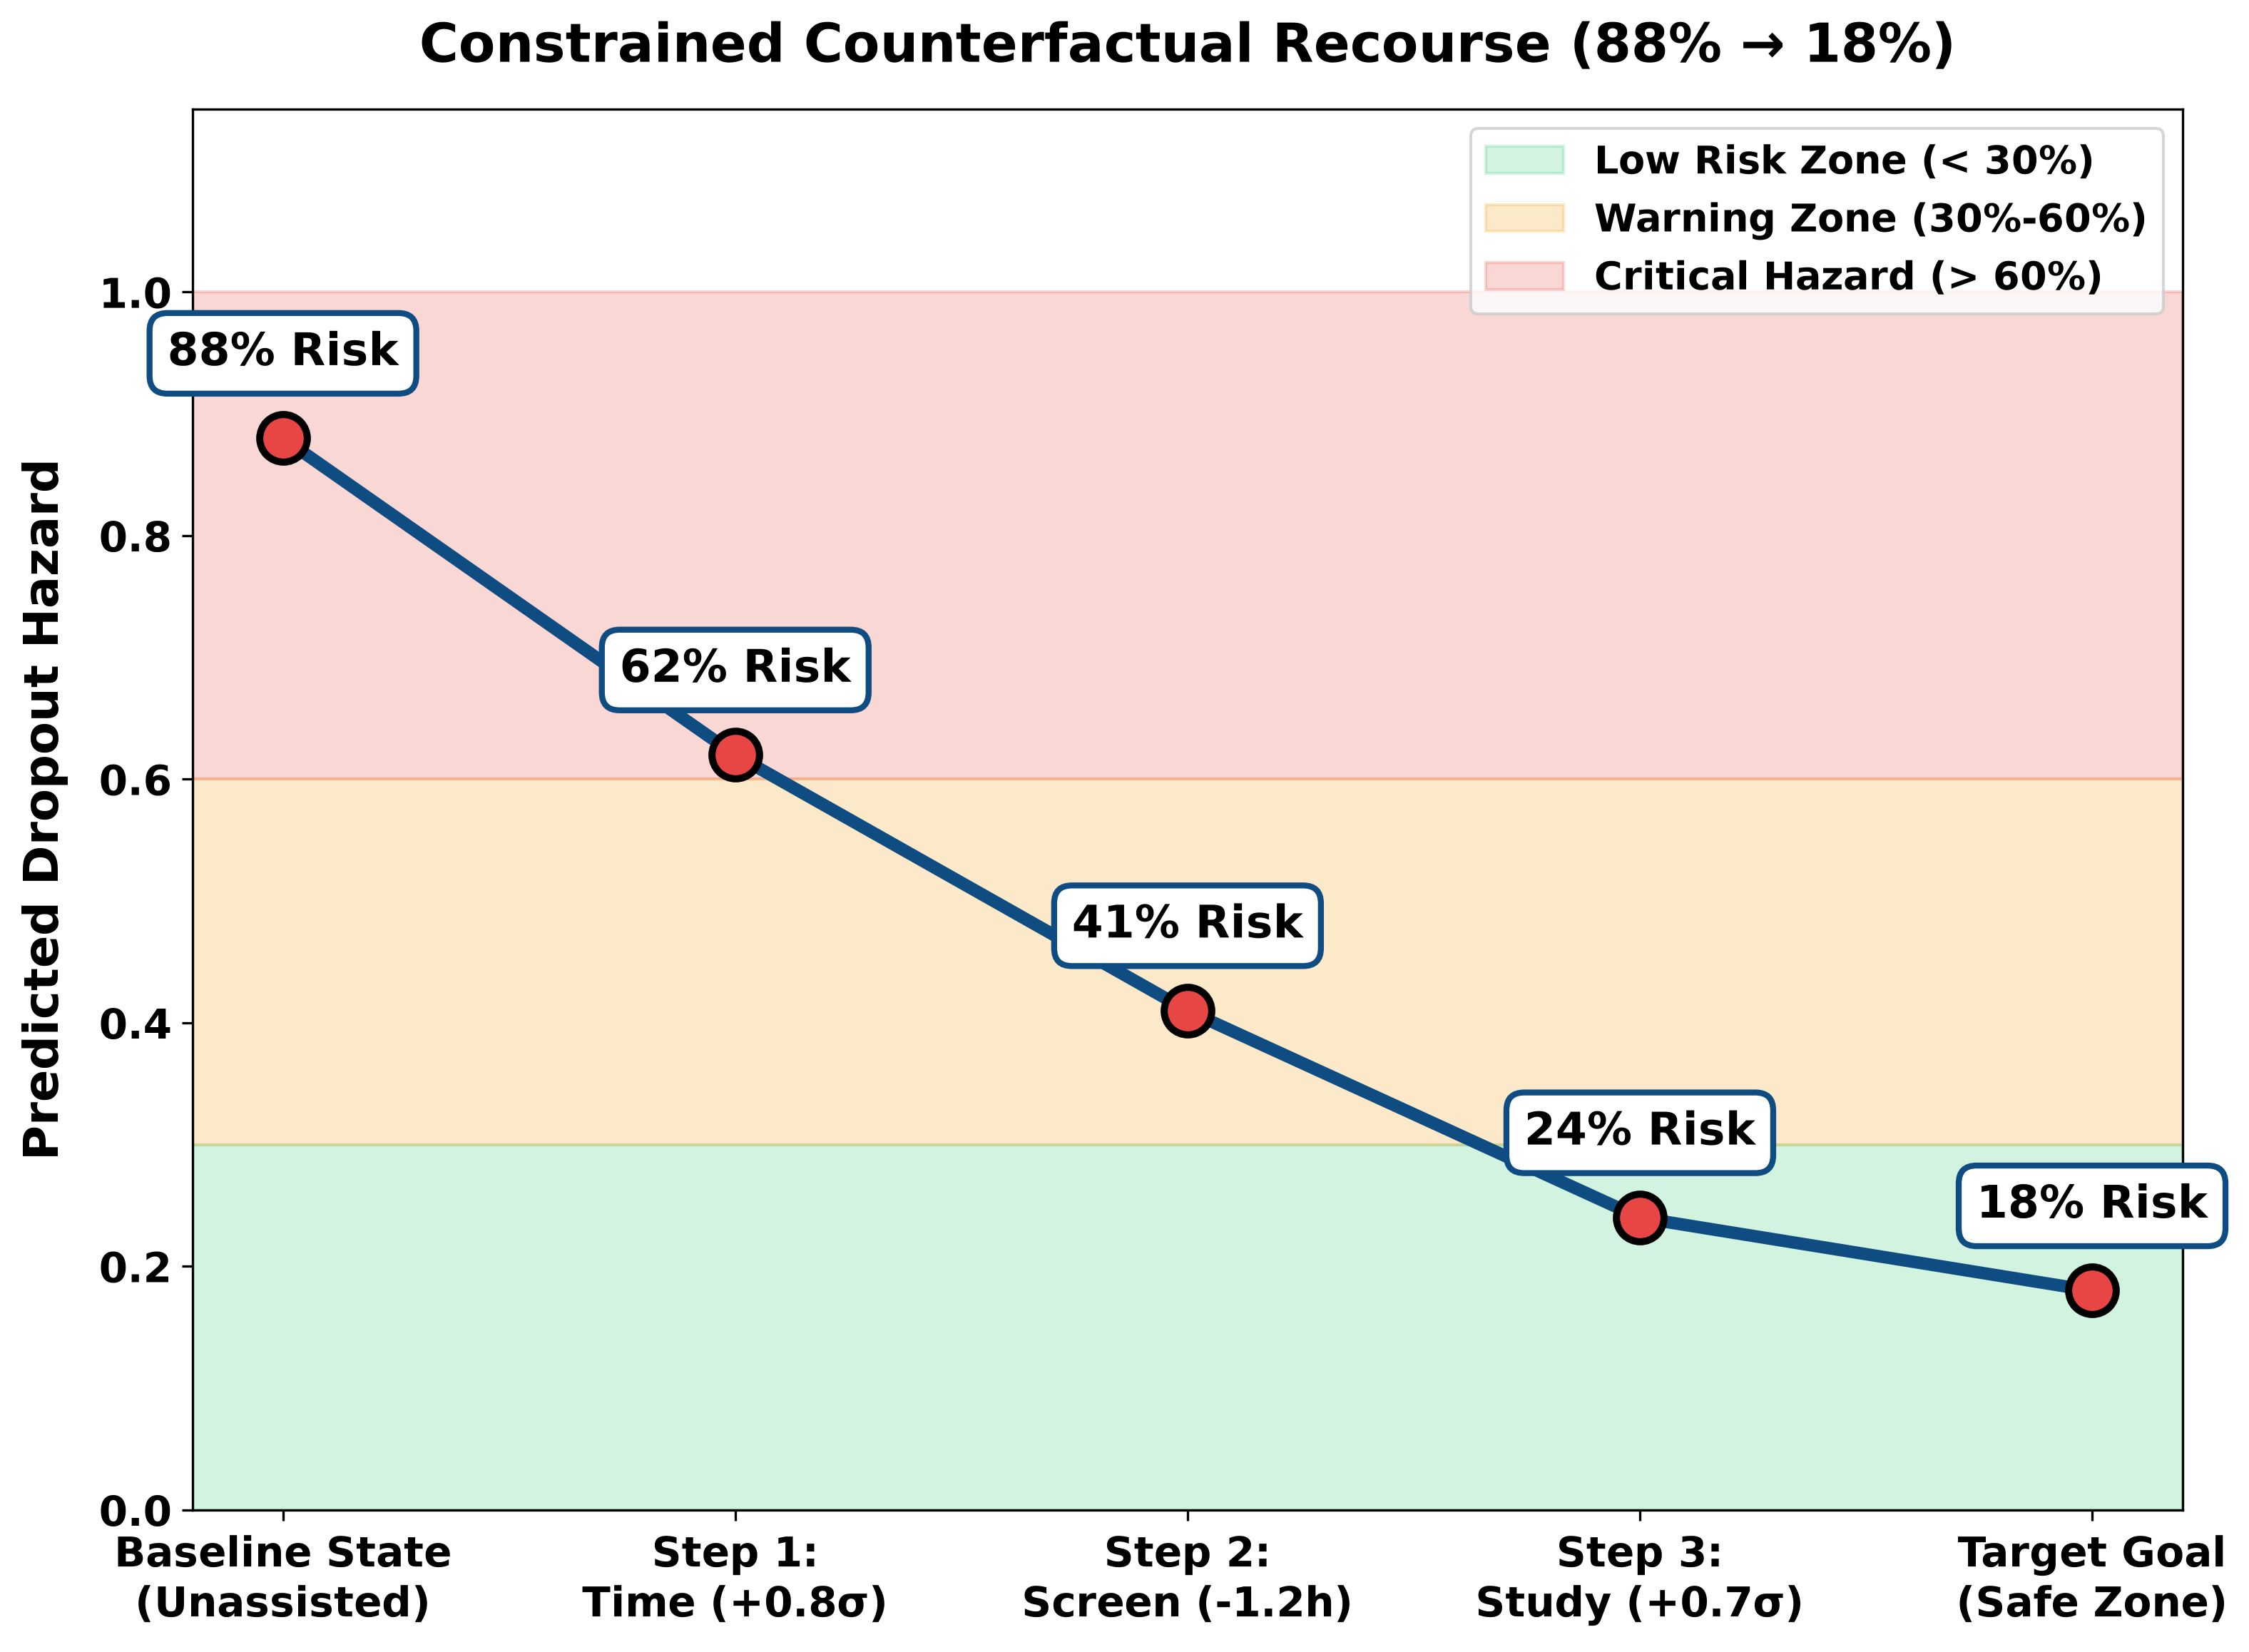 Constrained Counterfactual Recourse (88% → 18%)
Low Risk Zone (< 30%)
Warning Zone (30%-60%)
Critical Hazard (> 60%)
Predicted Dropout Hazard
1.0
0.8
0.6
0.4
0.2
0.0
88% Risk
62% Risk
41% Risk
24% Risk
18% Risk
Baseline State
(Unassisted)
Step 1:
Time (+0.8σ)
Step 2:
Screen (-1.2h)
Step 3:
Study (+0.7σ)
Target Goal
(Safe Zone)